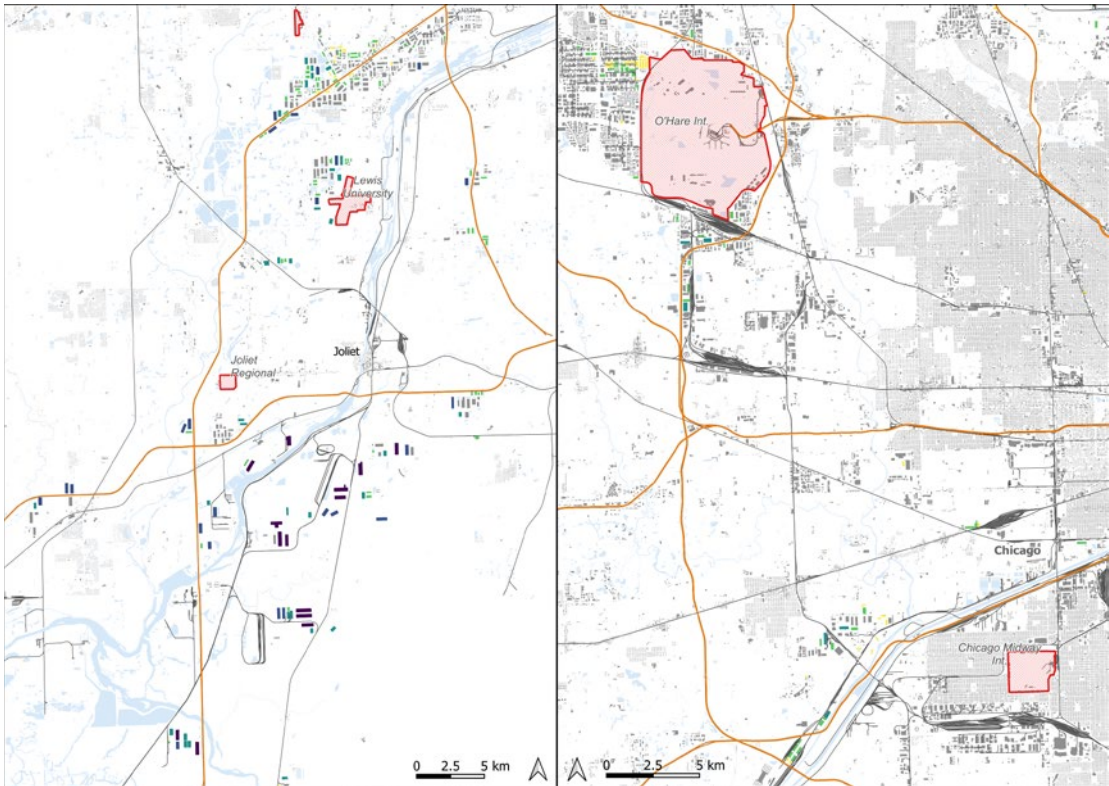 Lewis
University
Joliet
Joliet
Regional
0 2.5 5 km
O'Hare Int.
Chicago
Chicago Midway
Int.
0 2.5 5 km